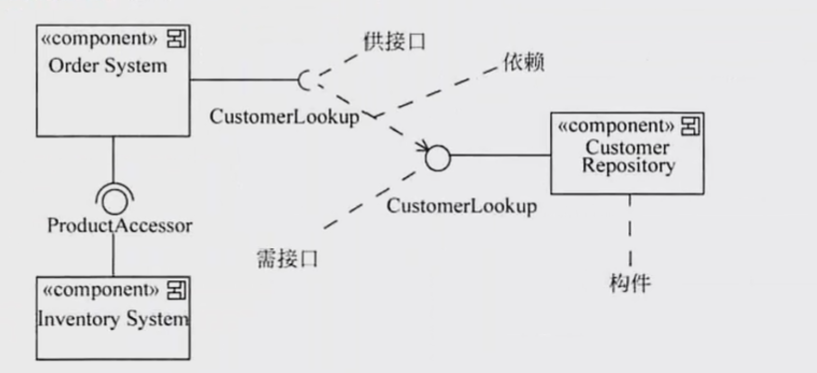 «component»
Order System
供接口
依赖
CustomerLookup
«component»
Customer
Repository
CustomerLookup
ProductAccessor
需接口
构件
«component»
Inventory System